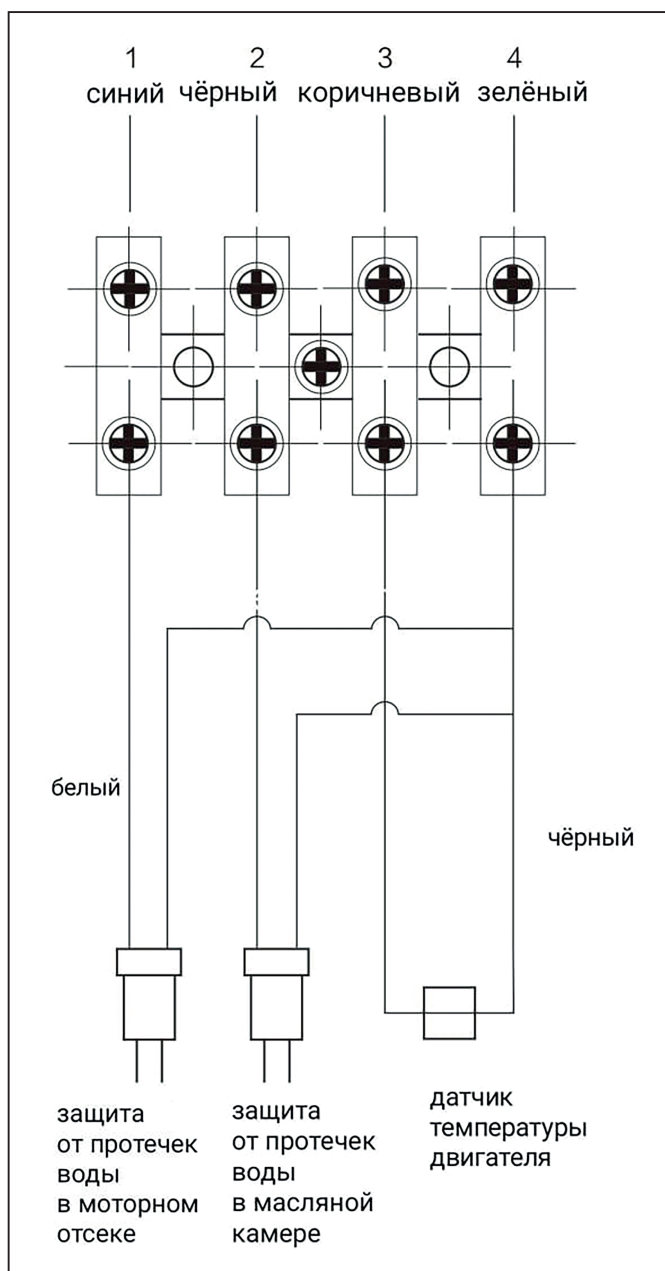 1 2 3 4
синий чёрный коричневый зелёный
белый
чёрный
защита
от протечек
воды
в моторном
отсеке
защита
от протечек
воды
в масляной
камере
датчик
температуры
двигателя